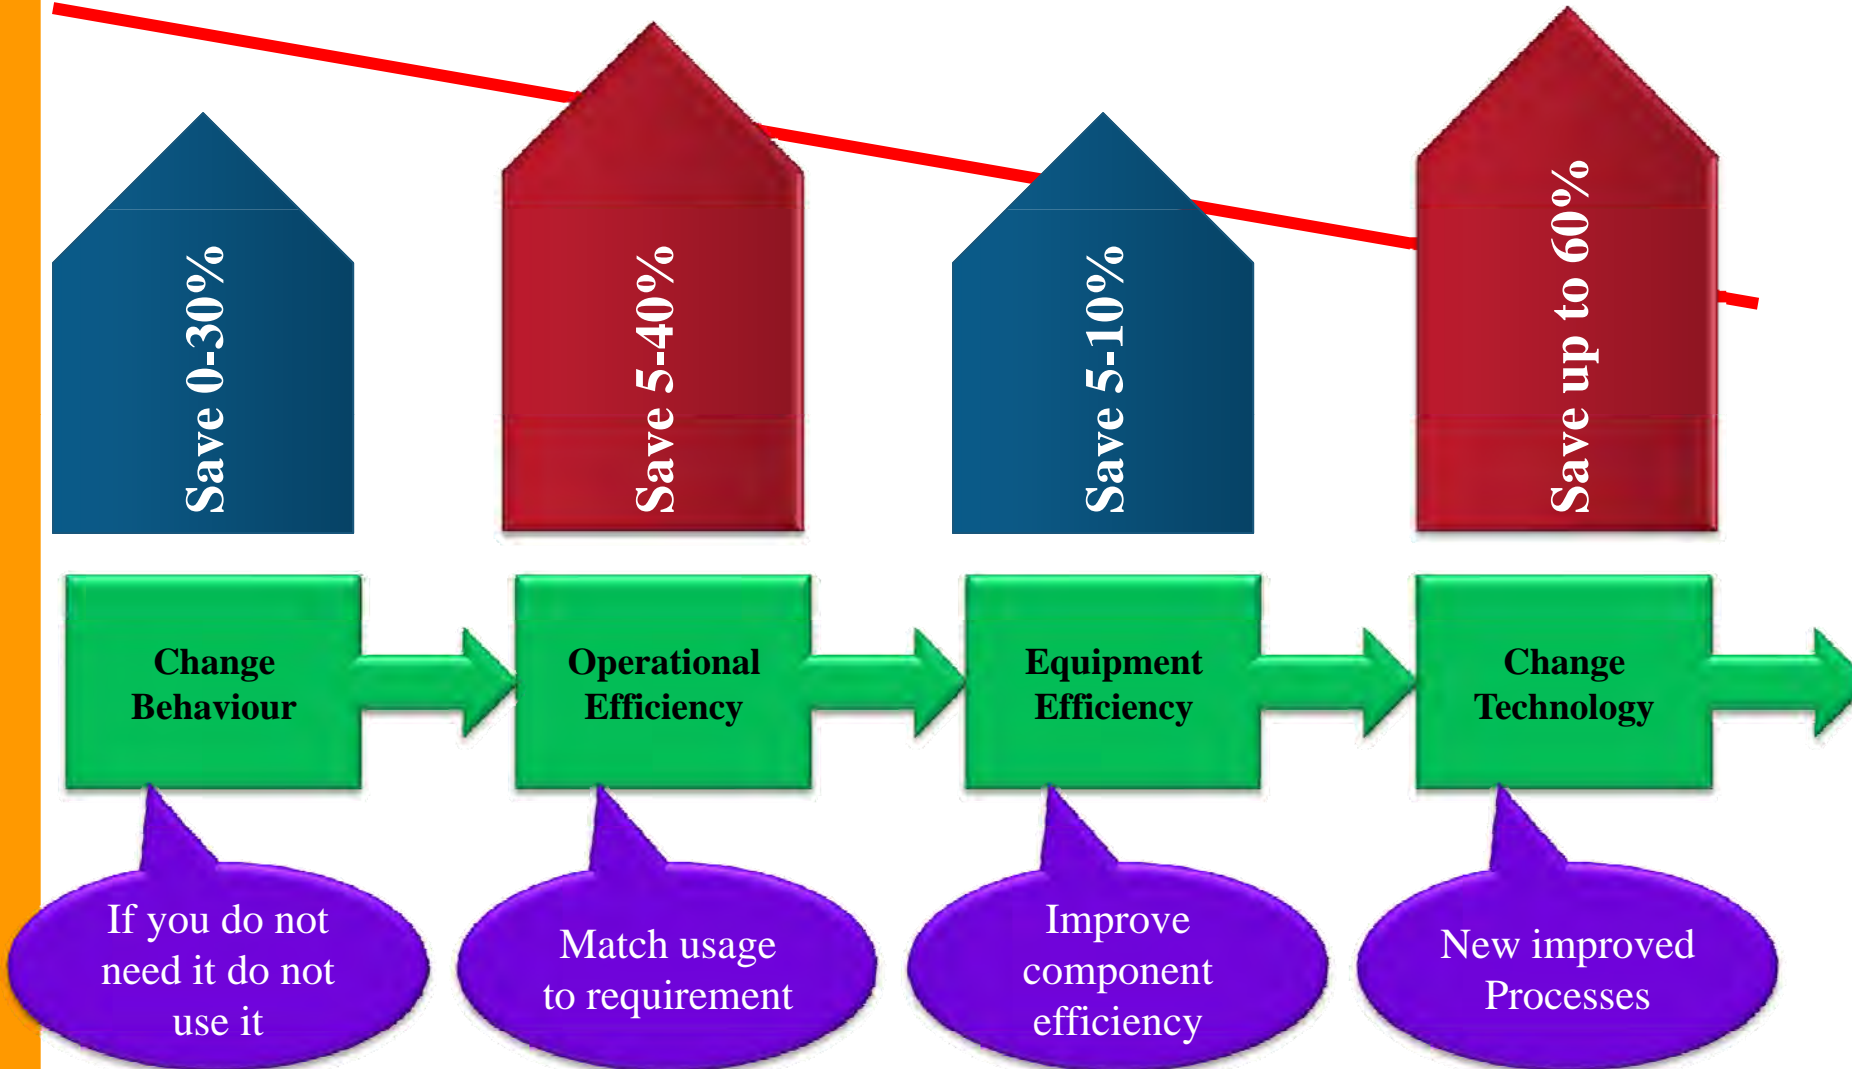 Save 0-30%
Save 5-40%
Save 5-10%
Save up to 60%
Change
Behaviour
Operational
Efficiency
Equipment
Efficiency
Change
Technology
If you do not
need it do not
use it
Match usage
to requirement
Improve
component
efficiency
New improved
Processes